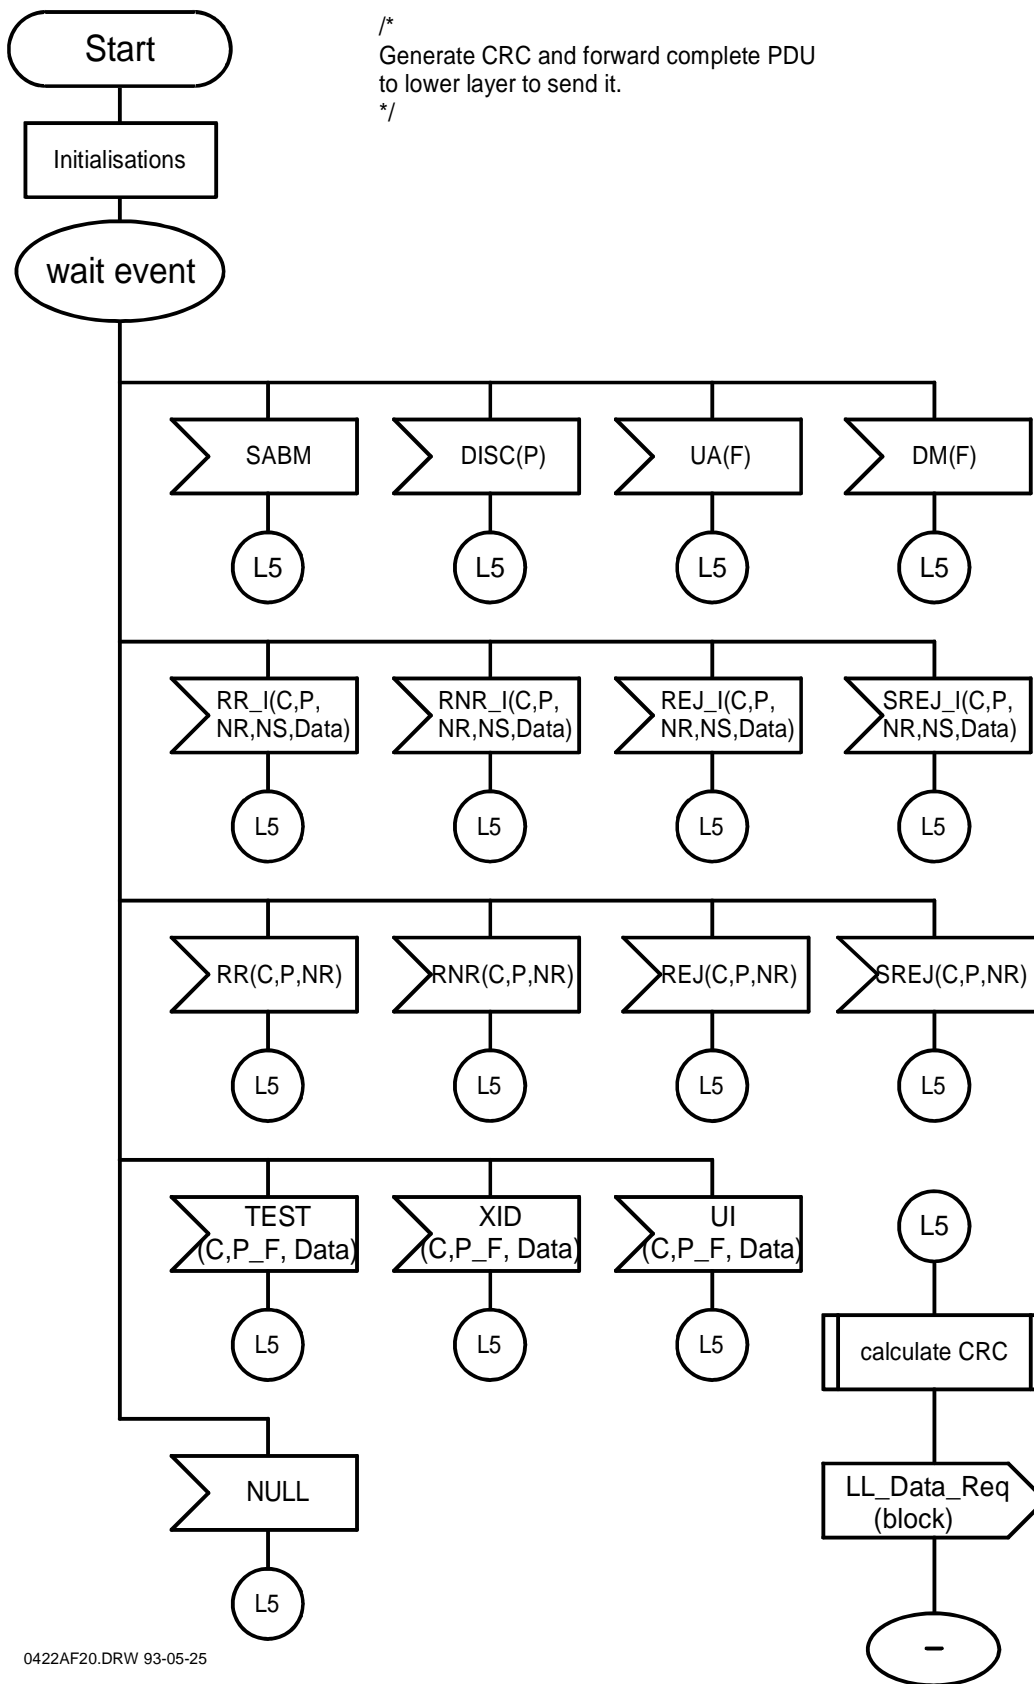 Start
/*
Generate CRC and forward complete PDU
to lower layer to send it.
*/
Initialisations
wait event
SABM
DISC(P)
UA(F)
DM(F)
L5
L5
L5
L5
RR_I(C,P,
NR,NS,Data)
RNR_I(C,P,
NR,NS,Data)
REJ_I(C,P,
NR,NS,Data)
SREJ_I(C,P,
NR,NS,Data)
L5
L5
L5
L5
RR(C,P,NR)
RNR(C,P,NR)
REJ(C,P,NR)
SREJ(C,P,NR)
L5
L5
L5
L5
TEST
(C,P_F, Data)
XID
(C,P_F, Data)
UI
(C,P_F, Data)
L5
L5
L5
L5
calculate CRC
NULL
LL_Data_Req
(block)
L5
–
0422AF20.DRW 93-05-25